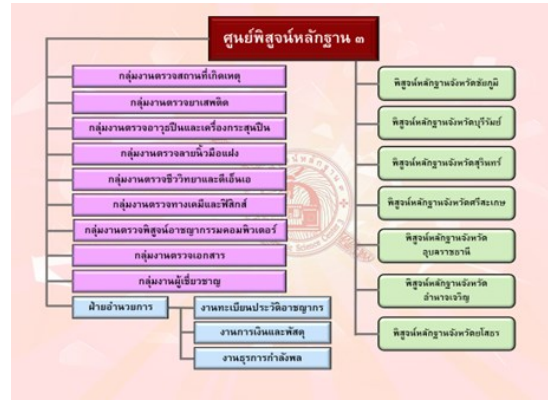 ศูนย์พิสูจน์หลักฐาน ๓
กลุ่มงานตรวจสถานที่เกิดเหตุ
กลุ่มงานตรวจยาเสพติด
กลุ่มงานตรวจอาวุธปืนและเครื่องกระสุนปืน
กลุ่มงานตรวจลายนิ้วมือแฝง
กลุ่มงานตรวจชีววิทยาและดีเอ็นเอ
กลุ่มงานตรวจทางเคมีและฟิสิกส์
กลุ่มงานตรวจพิสูจน์อาชญากรรมคอมพิวเตอร์
กลุ่มงานตรวจเอกสาร
กลุ่มงานผู้เชี่ยวชาญ
ฝ่ายอำนวยการ
งานทะเบียนประวัติอาชญากร
งานการเงินและพัสดุ
งานธุรการกำลังพล
พิสูจน์หลักฐานจังหวัดชัยภูมิ
พิสูจน์หลักฐานจังหวัดบุรีรัมย์
พิสูจน์หลักฐานจังหวัดสุรินทร์
พิสูจน์หลักฐานจังหวัดศรีสะเกษ
พิสูจน์หลักฐานจังหวัด
อุบลราชธานี
พิสูจน์หลักฐานจังหวัด
อำนาจเจริญ
พิสูจน์หลักฐานจังหวัดยโสธร